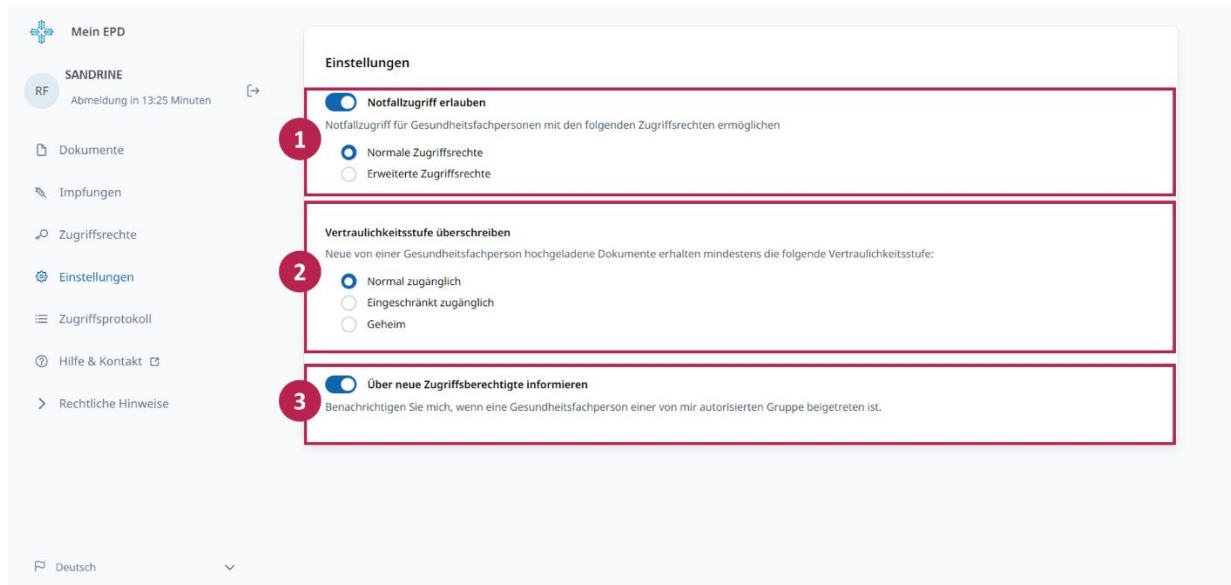 Mein EPD
RF
SANDRINE
Abmeldung in 13:25 Minuten
Dokumente
Impfungen
Zugriffsrechte
Einstellungen
Zugriffsprotokoll
Hilfe & Kontakt
Rechtliche Hinweise
Deutsch
Einstellungen
1
Notfallzugriff erlauben
Notfallzugriff für Gesundheitsfachpersonen mit den folgenden Zugriffsrechten ermöglichen
Normale Zugriffsrechte
Erweiterte Zugriffsrechte
2
Vertraulichkeitsstufe überschreiben
Neue von einer Gesundheitsfachperson hochgeladene Dokumente erhalten mindestens die folgende Vertraulichkeitsstufe:
Normal zugänglich
Eingeschränkt zugänglich
Geheim
3
Über neue Zugriffsberechtigte informieren
Benachrichtigen Sie mich, wenn eine Gesundheitsfachperson einer von mir autorisierten Gruppe beigetreten ist.